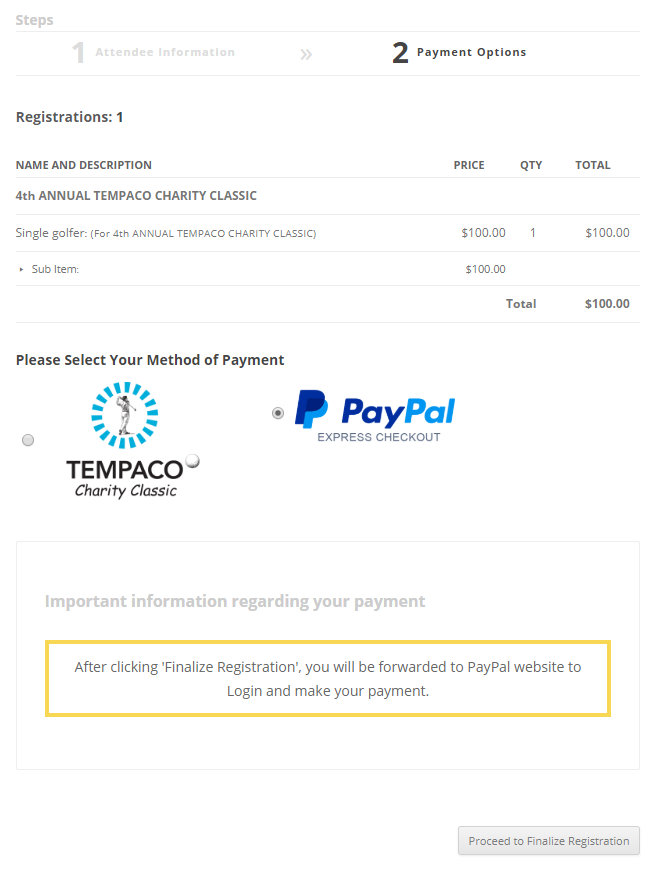 Steps
1 Attendee Information » 2 Payment Options
Registrations: 1
NAME AND DESCRIPTION PRICE QTY TOTAL
4th ANNUAL TEMPACO CHARITY CLASSIC
Single golfer: (For 4th ANNUAL TEMPACO CHARITY CLASSIC) $100.00 1 $100.00
Sub Item: $100.00
Total $100.00
Please Select Your Method of Payment
TEMPACO
Charity Classic
PayPal
EXPRESS CHECKOUT
Important information regarding your payment
After clicking 'Finalize Registration', you will be forwarded to PayPal website to
Login and make your payment.
Proceed to Finalize Registration